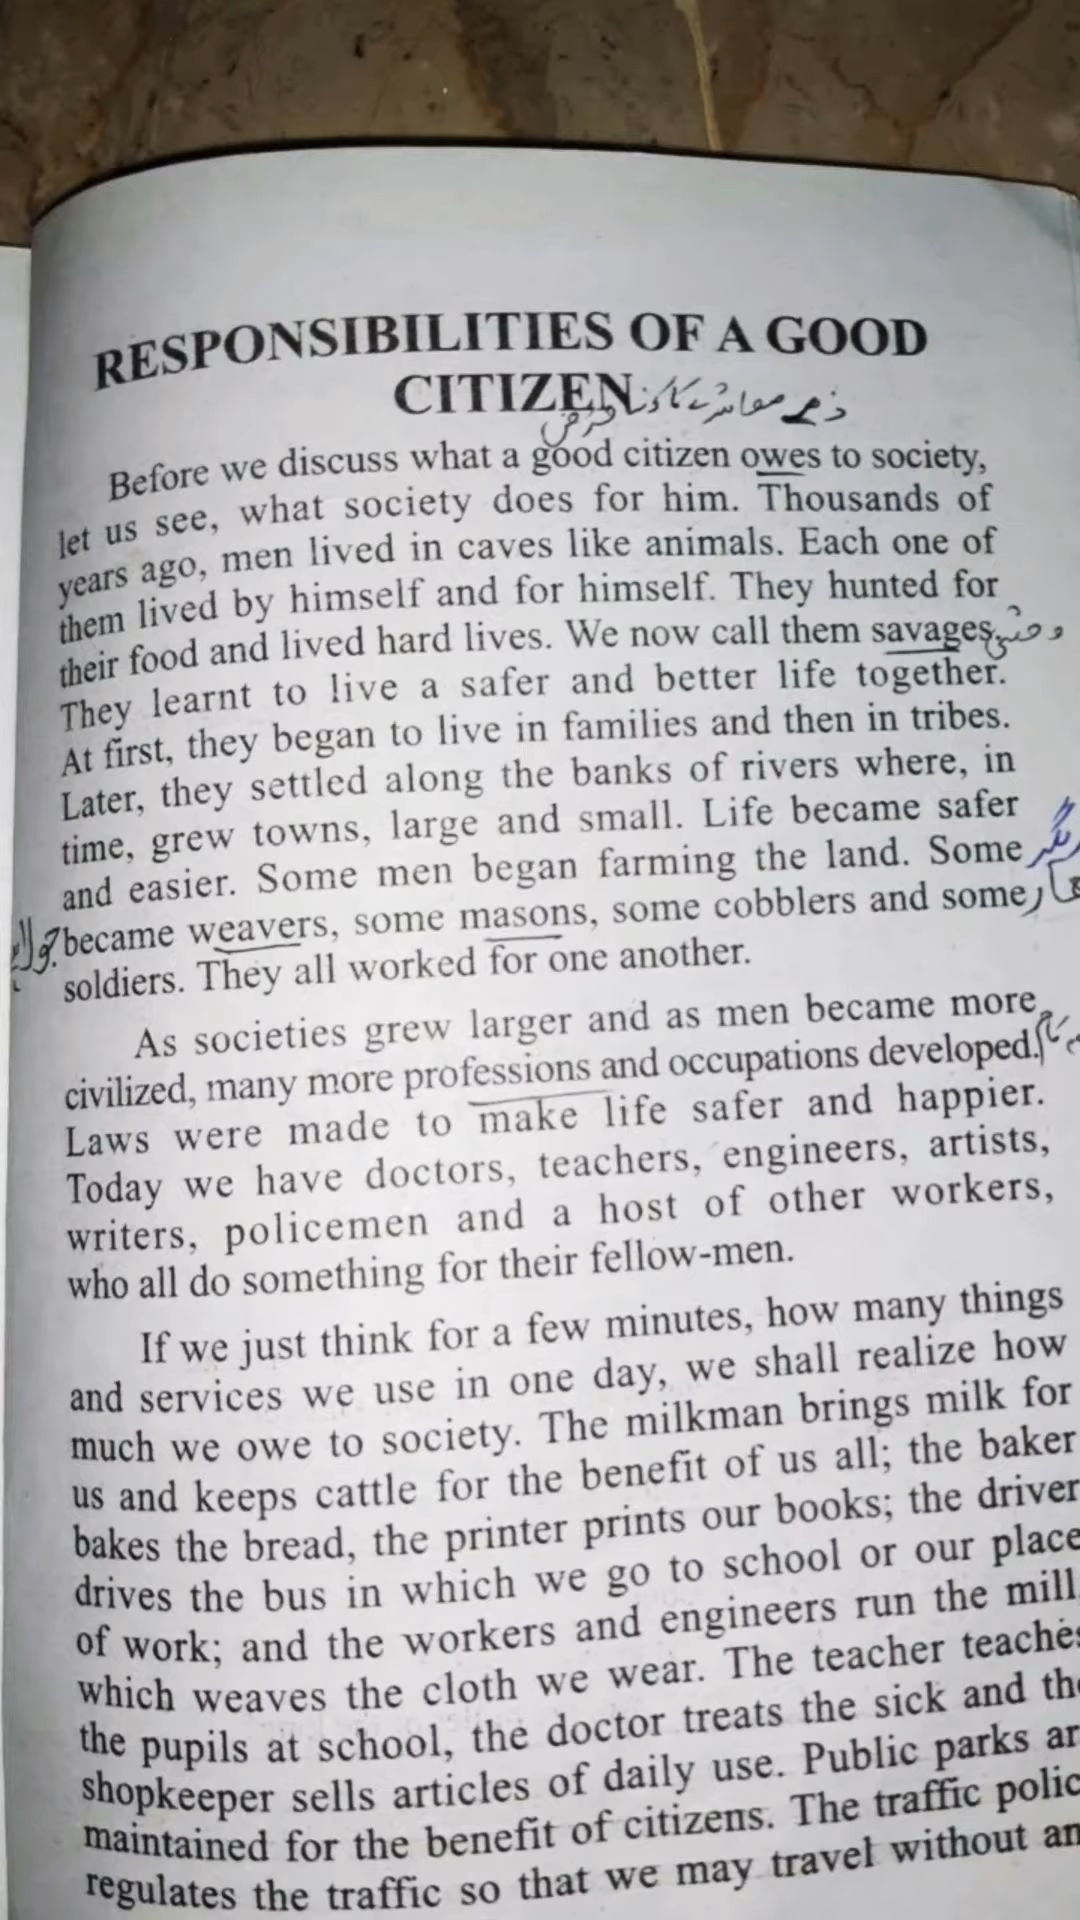 RESPONSIBILITIES OF A GOOD
CITIZEN
فرض
Before we discuss what a good citizen owes to society,
let us see, what society does for him. Thousands of
years ago, men lived in caves like animals. Each one of
them lived by himself and for himself. They hunted for
their food and lived hard lives. We now call them savages. وحشی
They learnt to live a safer and better life together.
At first, they began to live in families and then in tribes.
Later, they settled along the banks of rivers where, in
time, grew towns, large and small. Life became safer
and easier. Some men began farming the land. Some
became weavers, some masons, some cobblers and some
soldiers. They all worked for one another.
As societies grew larger and as men became more
civilized, many more professions and occupations developed.
Laws were made to make life safer and happier.
Today we have doctors, teachers, engineers, artists,
writers, policemen and a host of other workers,
who all do something for their fellow-men.
If we just think for a few minutes, how many things
and services we use in one day, we shall realize how
much we owe to society. The milkman brings milk for
us and keeps cattle for the benefit of us all; the baker
bakes the bread, the printer prints our books; the driver
drives the bus in which we go to school or our place
of work; and the workers and engineers run the mill
which weaves the cloth we wear. The teacher teaches
the pupils at school, the doctor treats the sick and the
shopkeeper sells articles of daily use. Public parks ar
maintained for the benefit of citizens. The traffic polic
regulates the traffic so that we may travel without an